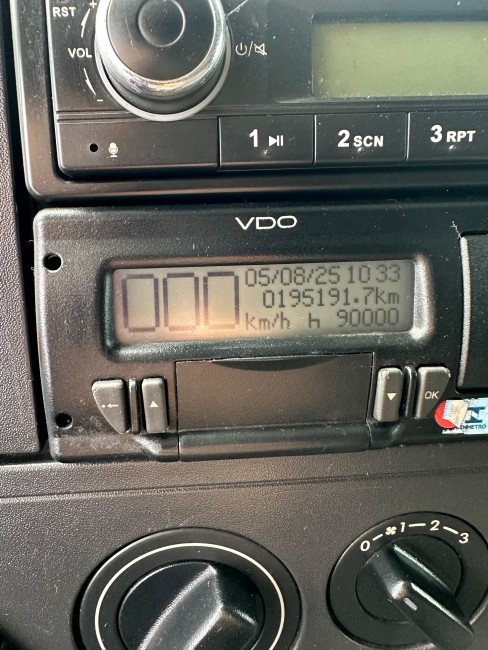 RST
VOL
1
2 SCN
3 RPT
VDO
000
05/08/25 10 33
0195191.7km
km/h h 90000
OK
0 1 2 3